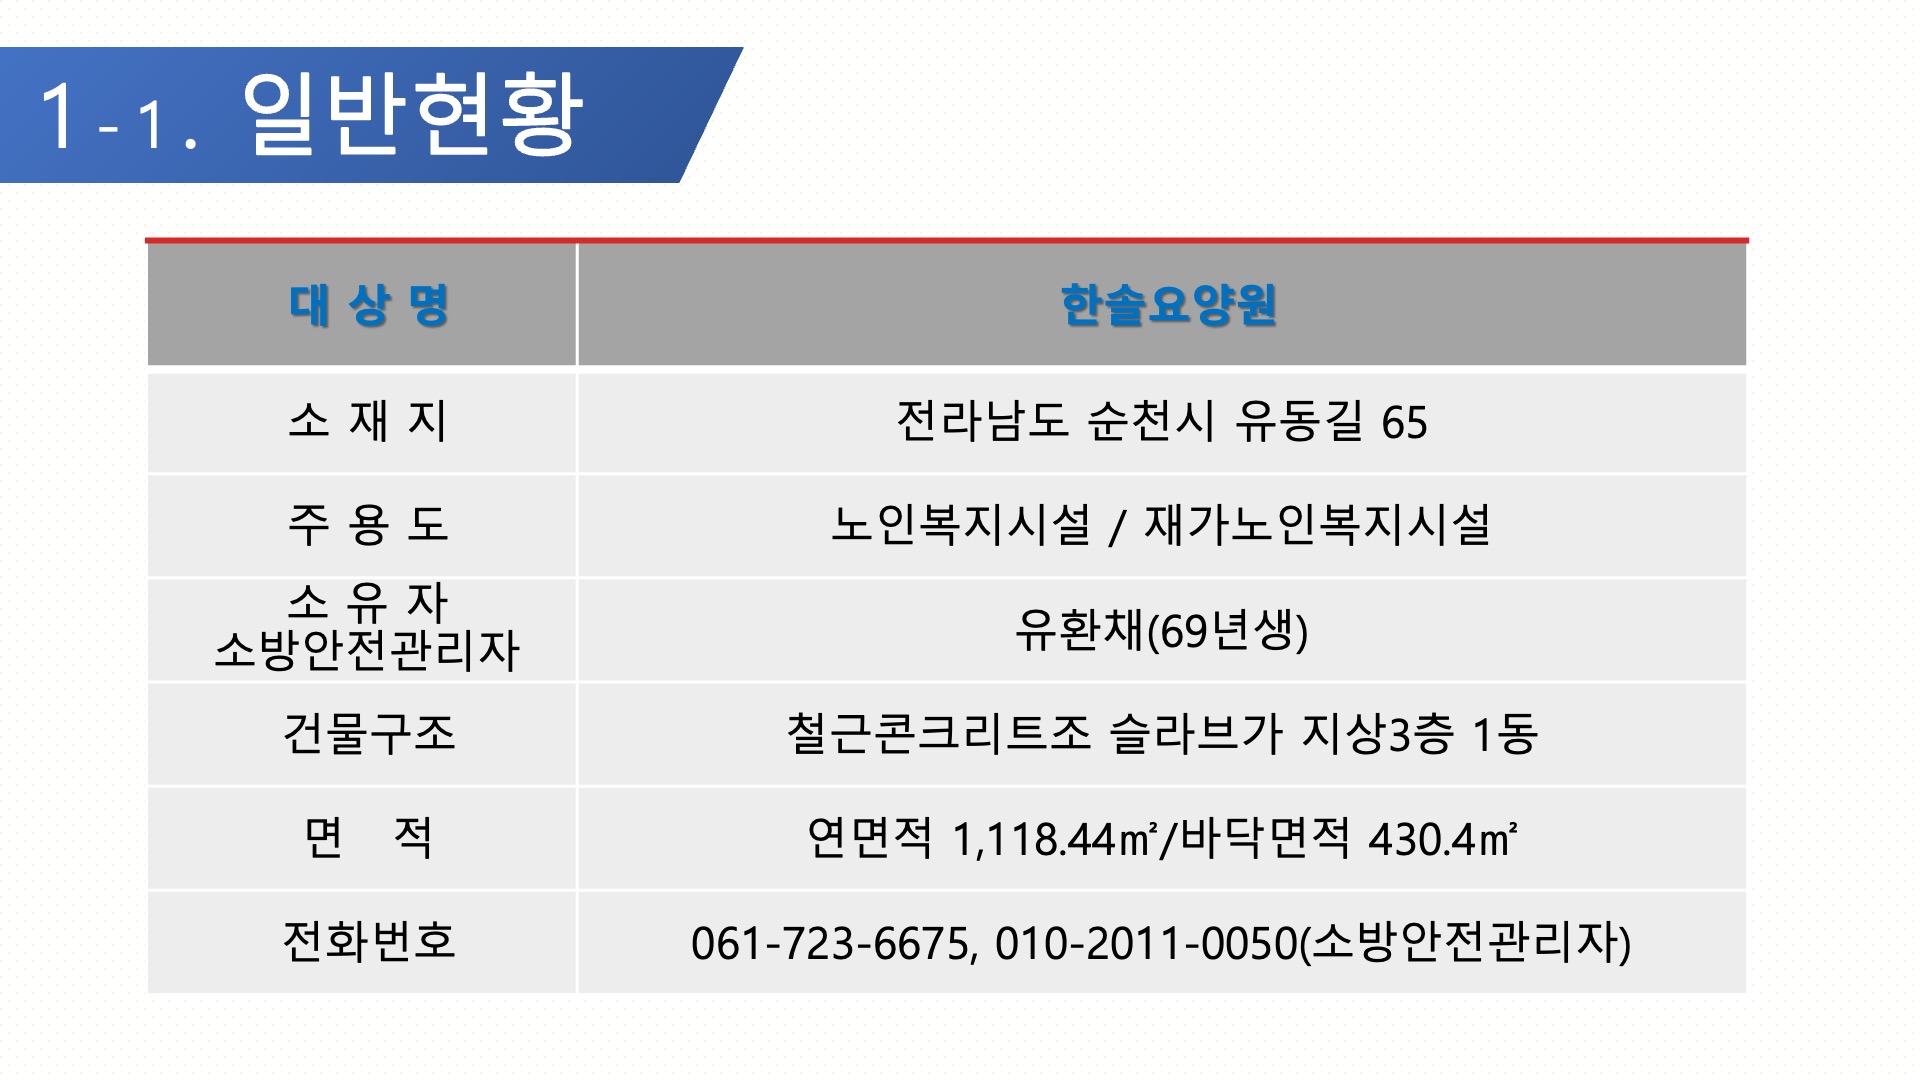 1-1. 일반현황
대 상 명 한솔요양원
소 재 지 전라남도 순천시 유동길 65
주 용 도 노인복지시설 / 재가노인복지시설
소 유 자
소방안전관리자 유환채(69년생)
건물구조 철근콘크리트조 슬라브가 지상3층 1동
면 적 연면적 1,118.44㎡/바닥면적 430.4㎡
전화번호 061-723-6675, 010-2011-0050(소방안전관리자)